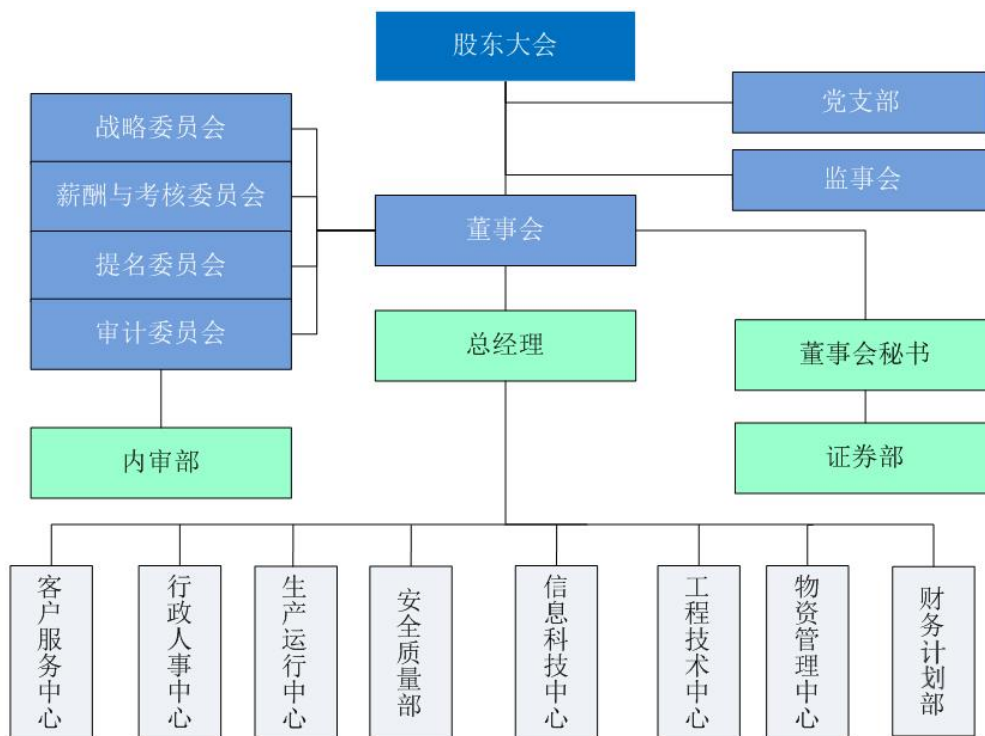 股东大会
党支部
战略委员会
监事会
薪酬与考核委员会
董事会
提名委员会
审计委员会
总经理
董事会秘书
内审部
证券部
客户服务中心
行政人事中心
生产运行中心
安全质量部
信息科技中心
工程技术中心
物资管理中心
财务计划部